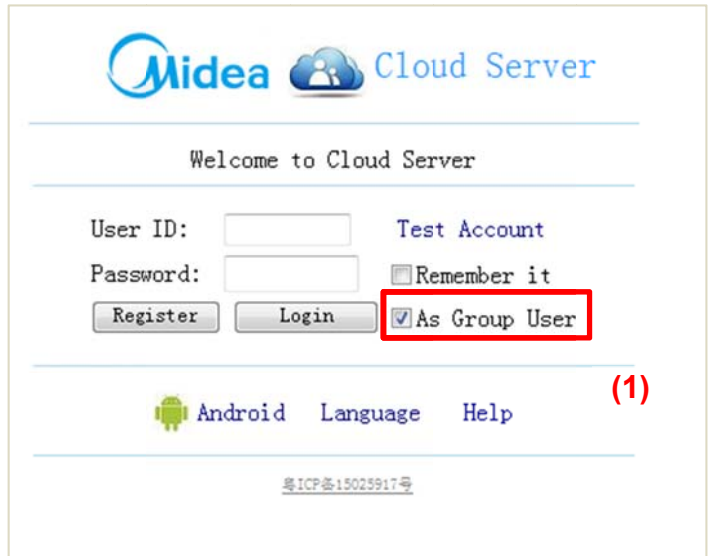 Midea Cloud Server
Welcome to Cloud Server
User ID: Test Account
Password: Remember it
Register Login As Group User
(1)
Android Language Help
粤ICP备15025917号